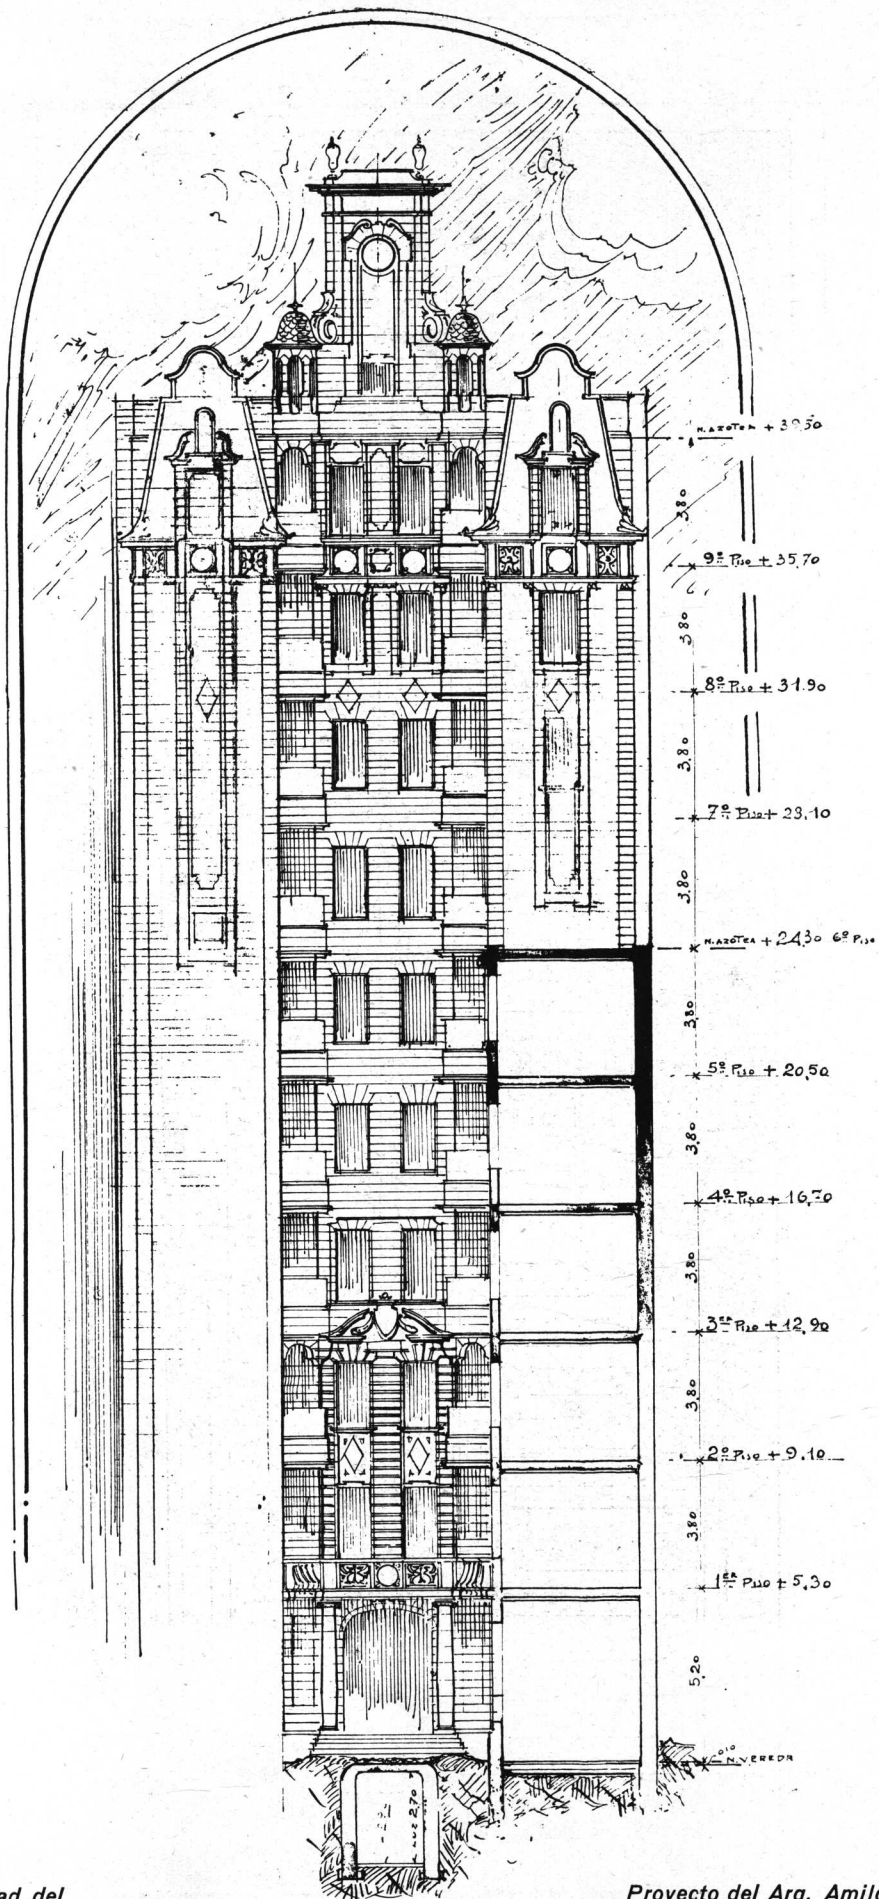 N. AZOTEA + 39.50
3.80
9º Piso + 35,70
3.80
8º Piso + 31.90
3.80
7º Piso + 28,10
3.80
N. AZOTEA + 24,30 6º Piso
3.80
5º Piso + 20,50
3.80
4º Piso + 16,70
3.80
3ER Piso + 12,90
3.80
2º Piso + 9.10
3.80
1ER Piso + 5,30
5.20
0,10
N. VEREDA
LUZ 2,70
ad del
Proyecto del Arq. Amilc